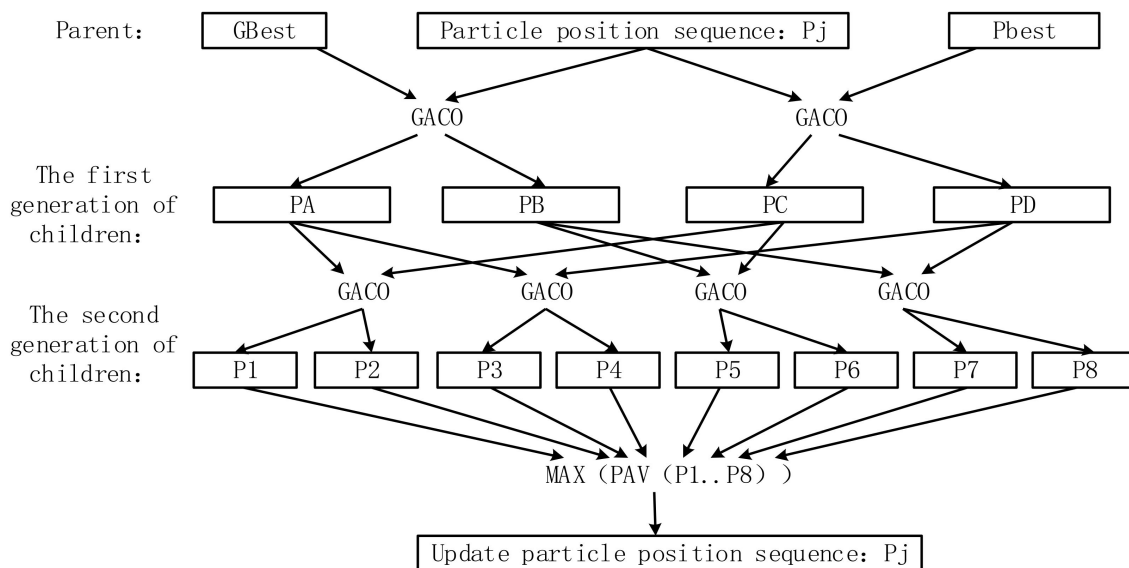 Parent:
GBest
Particle position sequence: Pj
Pbest
GACO
GACO
The first
generation of
children:
PA
PB
PC
PD
GACO
GACO
GACO
GACO
The second
generation of
children:
P1
P2
P3
P4
P5
P6
P7
P8
MAX（PAV（P1..P8））
Update particle position sequence: Pj